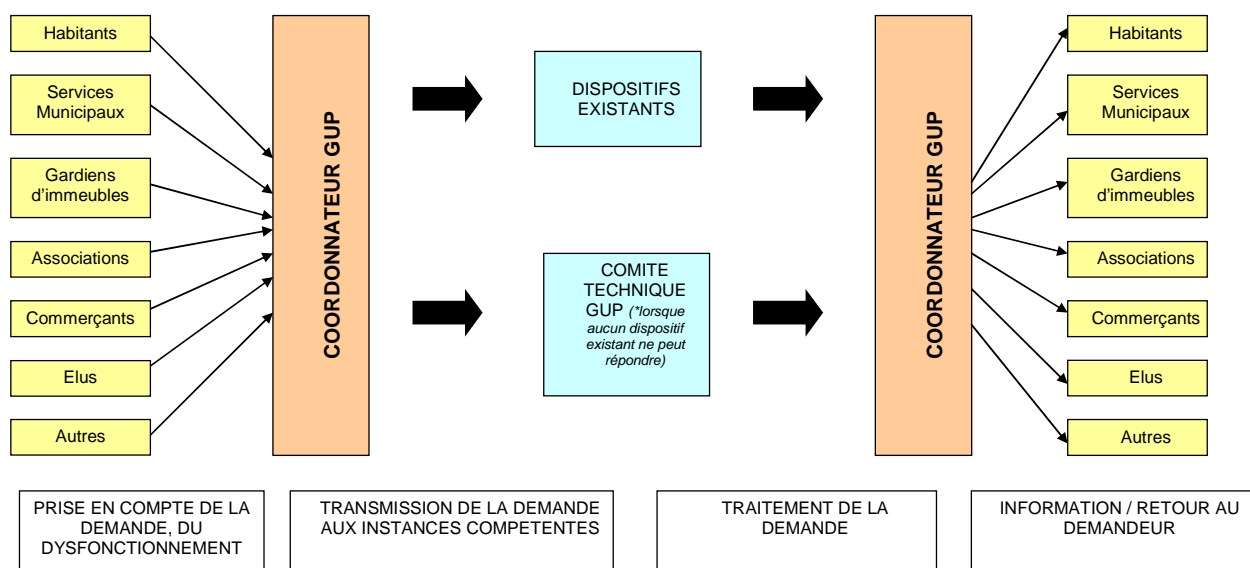 Habitants
Services
Municipaux
Gardiens
d'immeubles
Associations
Commerçants
Elus
Autres
COORDONNATEUR GUP
DISPOSITIFS
EXISTANTS
COMITE
TECHNIQUE
GUP (*lorsque
aucun dispositif
existant ne peut
répondre)
COORDONNATEUR GUP
Habitants
Services
Municipaux
Gardiens
d'immeubles
Associations
Commerçants
Elus
Autres
PRISE EN COMPTE DE LA
DEMANDE, DU
DYSFONCTIONNEMENT
TRANSMISSION DE LA DEMANDE
AUX INSTANCES COMPETENTES
TRAITEMENT DE LA
DEMANDE
INFORMATION / RETOUR AU
DEMANDEUR